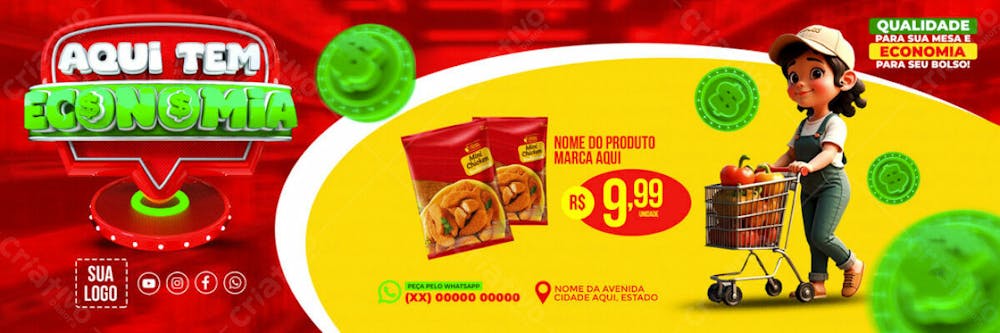 AQUI TEM
ECONOMIA
SUA
LOGO
Mini
Chicken
Mini
Chicken
NOME DO PRODUTO
MARCA AQUI
R$ 9,99
UNIDADE
PEÇA PELO WHATSAPP
(XX) 00000 0000
NOME DA AVENIDA
CIDADE AQUI, ESTADO
QUALIDADE
PARA SUA MESA E
ECONOMIA
PARA SEU BOLSO!